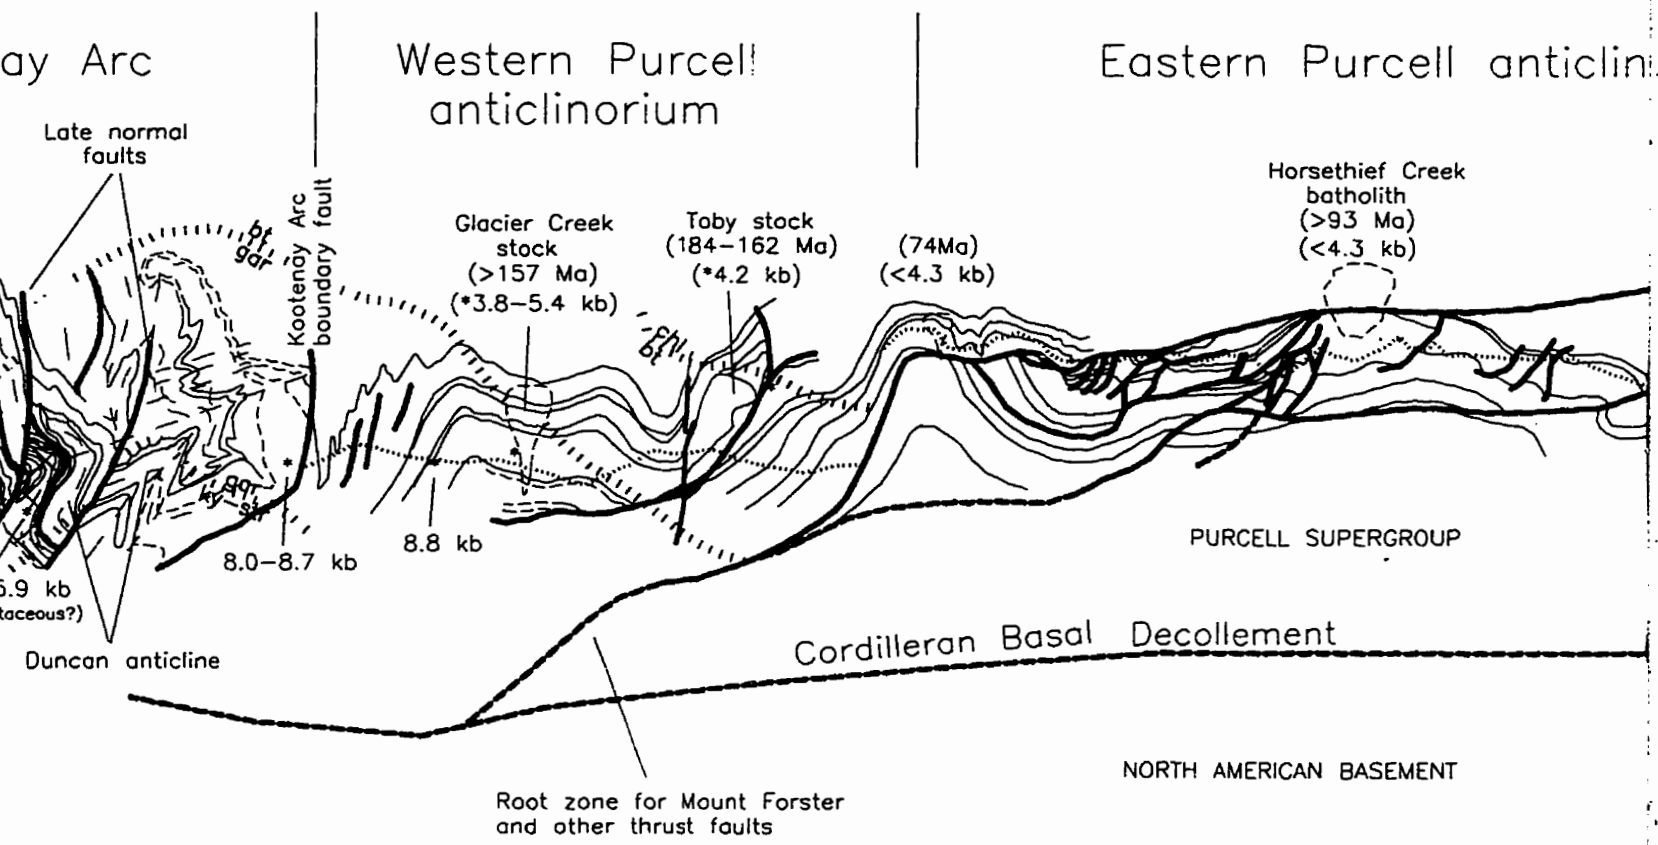 ay Arc
Western Purcell
anticlinorium
Eastern Purcell anticlin
Late normal
faults
Kootenay Arc
boundary fault
bt
gar
Glacier Creek
stock
(>157 Ma)
(*3.8-5.4 kb)
Toby stock
(184-162 Ma)
(*4.2 kb)
(74Ma)
(<4.3 kb)
Horsethief Creek
batholith
(>93 Ma)
(<4.3 kb)
chl
bt
gar
ky
*
*
8.0-8.7 kb
8.8 kb
6.9 kb
taceous?)
Duncan anticline
PURCELL SUPERGROUP
Cordilleran Basal Decollement
NORTH AMERICAN BASEMENT
Root zone for Mount Forster
and other thrust faults